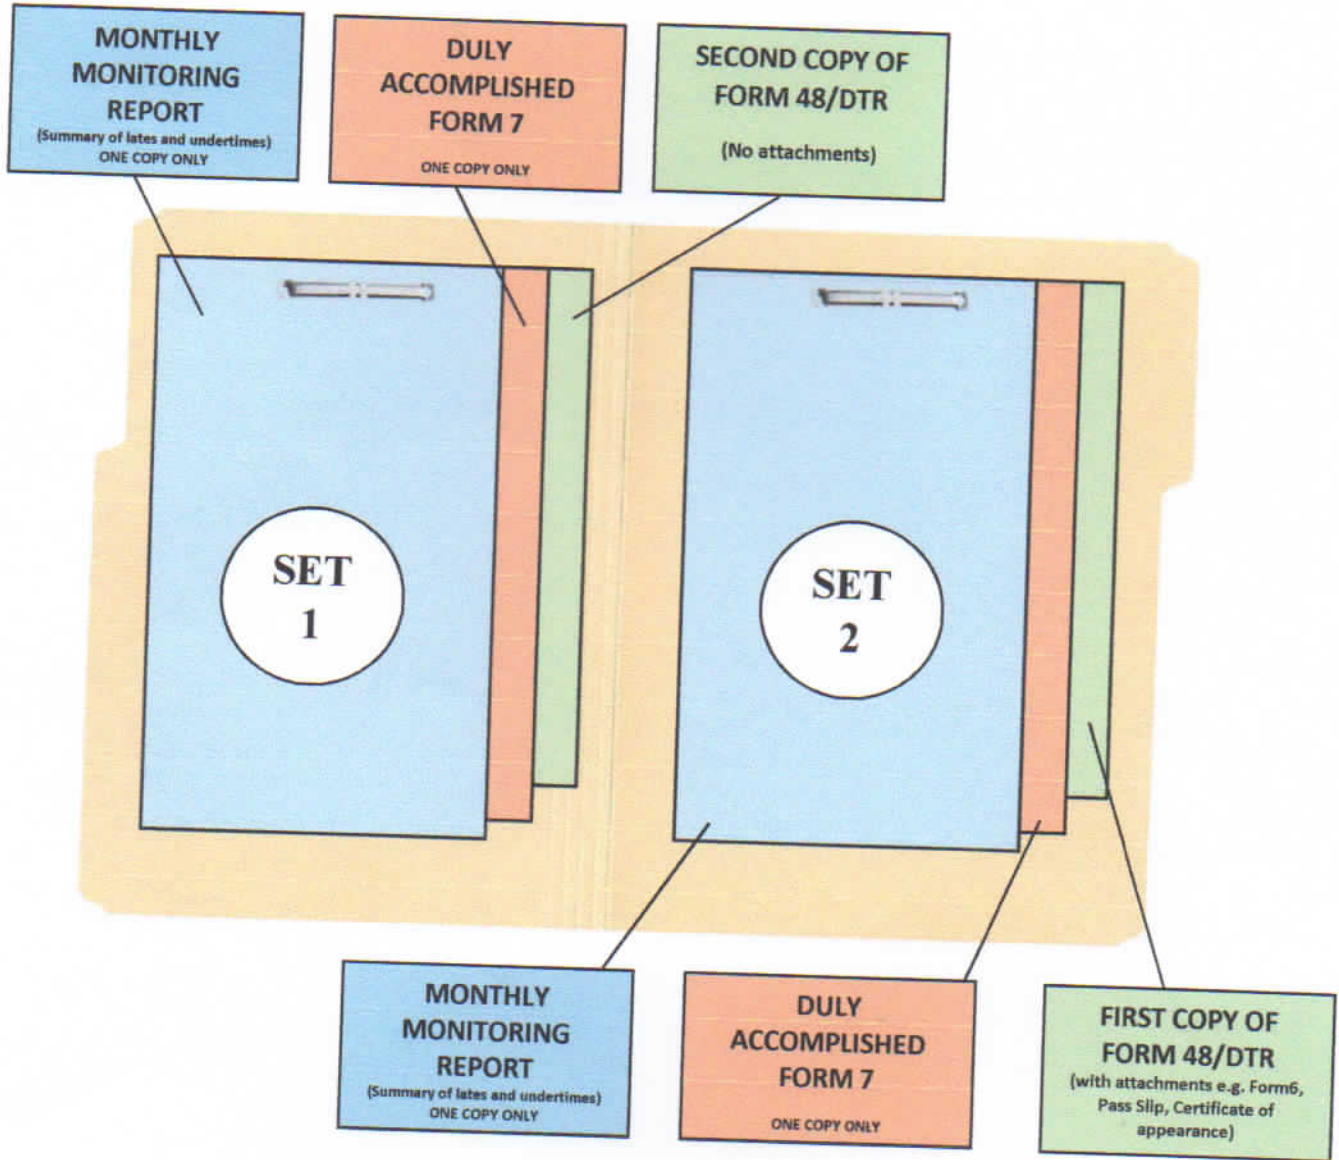 MONTHLY
MONITORING
REPORT
(Summary of lates and undertimes)
ONE COPY ONLY
DULY
ACCOMPLISHED
FORM 7
ONE COPY ONLY
SECOND COPY OF
FORM 48/DTR
(No attachments)
SET
1
SET
2
MONTHLY
MONITORING
REPORT
(Summary of lates and undertimes)
ONE COPY ONLY
DULY
ACCOMPLISHED
FORM 7
ONE COPY ONLY
FIRST COPY OF
FORM 48/DTR
(with attachments e.g. Form6,
Pass Slip, Certificate of
appearance)